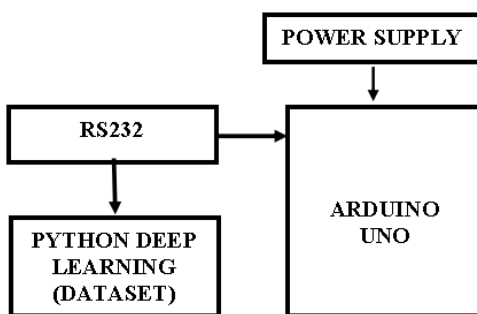 POWER SUPPLY
RS232
PYTHON DEEP
LEARNING
(DATASET)
ARDUINO
UNO